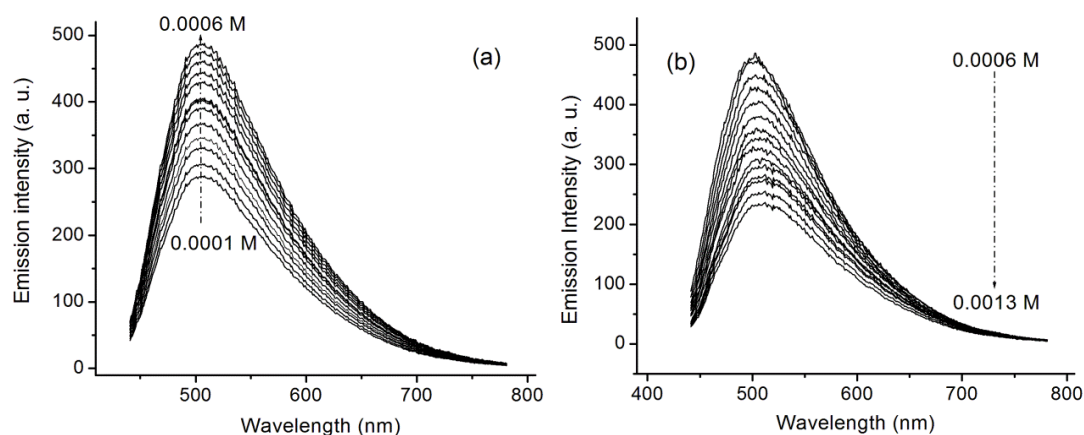 0.0006 M
(a)
0.0001 M
500
400
300
200
100
0
Emission intensity (a. u.)
500
600
700
800
Wavelength (nm)
(b)
0.0006 M
0.0013 M
500
400
300
200
100
0
Emission Intensity (a. u.)
400
500
600
700
800
Wavelength (nm)